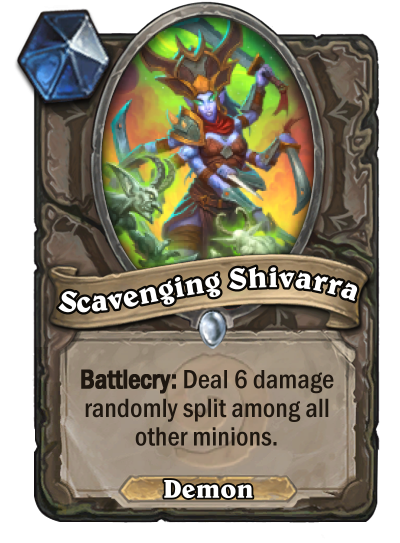 Scavenging Shivarra
Battlecry: Deal 6 damage
randomly split among all
other minions.
Demon